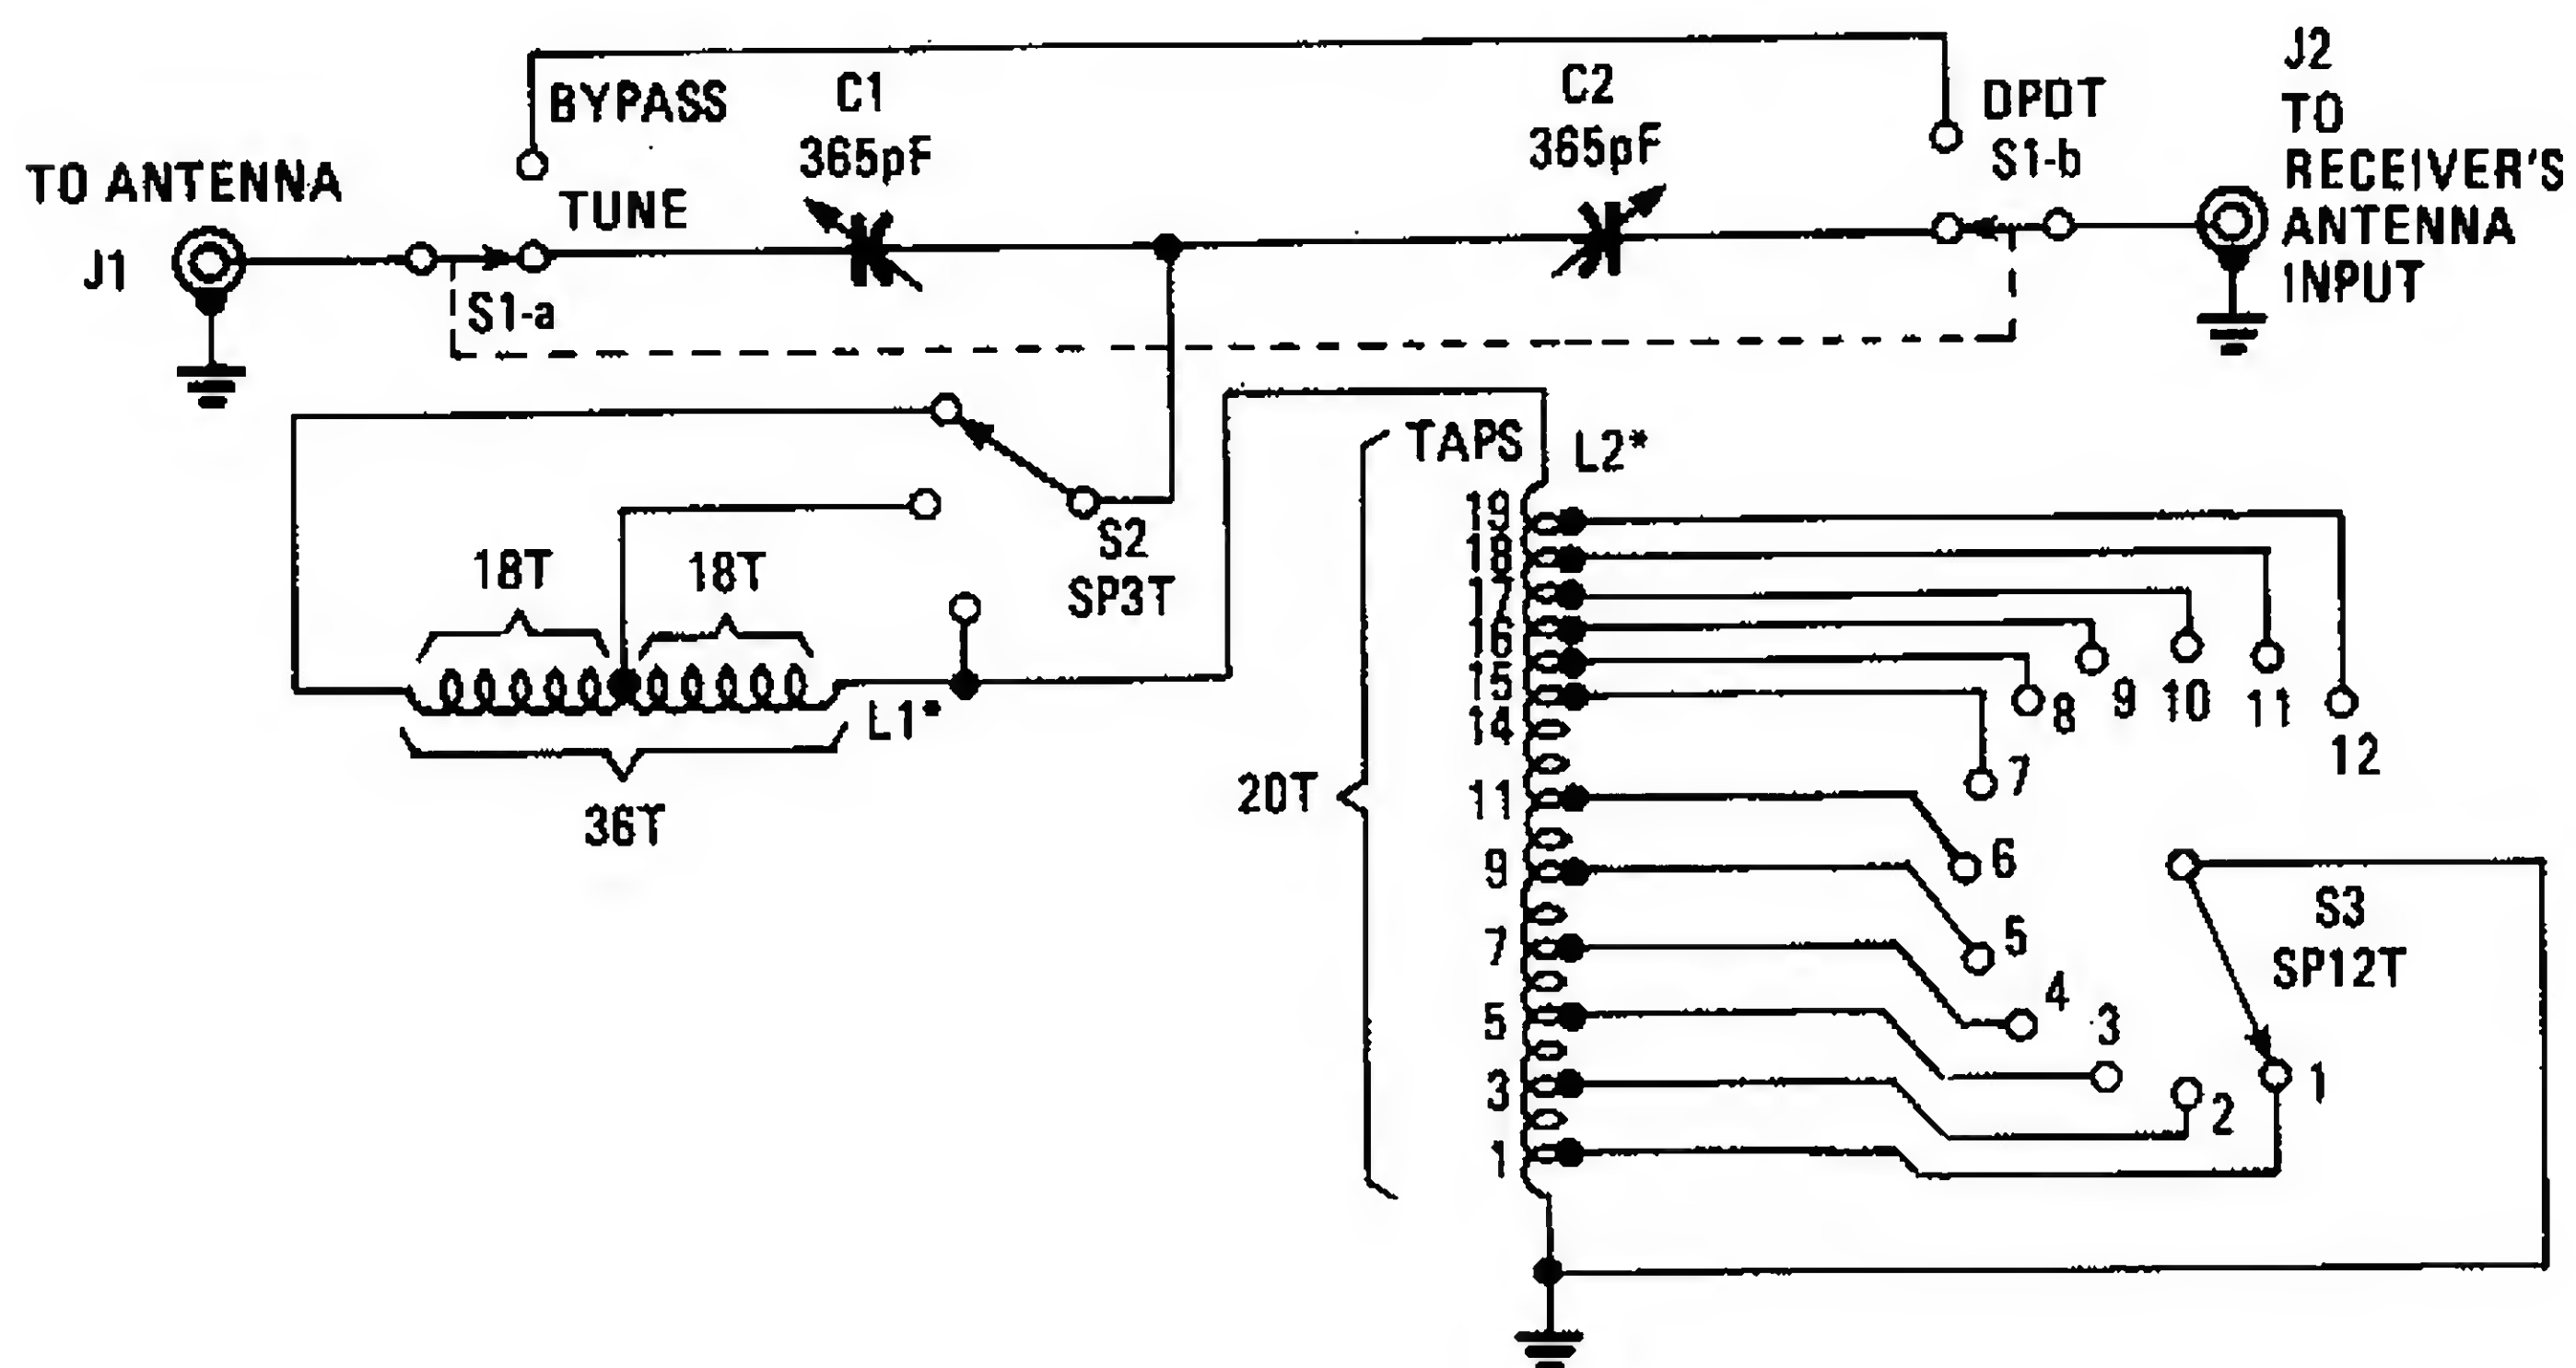 TO ANTENNA
J1
BYPASS
TUNE
S1-a
C1
365pF
C2
365pF
DPDT
S1-b
J2
TO
RECEIVER'S
ANTENNA
INPUT
S2
SP3T
18T
18T
L1*
36T
TAPS
L2*
20T
19
18
17
16
15
14
11
9
7
5
3
1
12
11
10
9
8
7
6
5
4
3
2
1
S3
SP12T